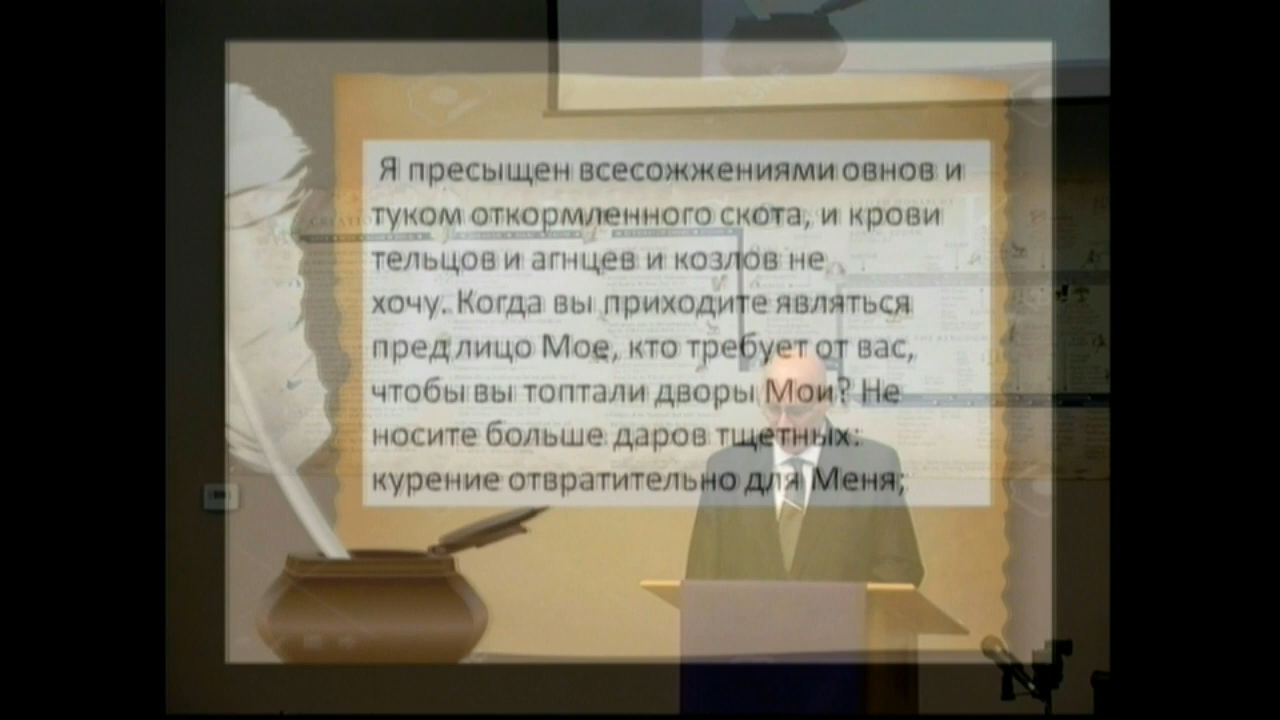 Я пресыщен всесожжениями овнов и
туком откормленного скота, и крови
тельцов и агнцев и козлов не
хочу. Когда вы приходите являться
пред лицо Мое, кто требует от вас,
чтобы вы топтали дворы Мои? Не
носите больше даров тщетных:
курение отвратительно для Меня;